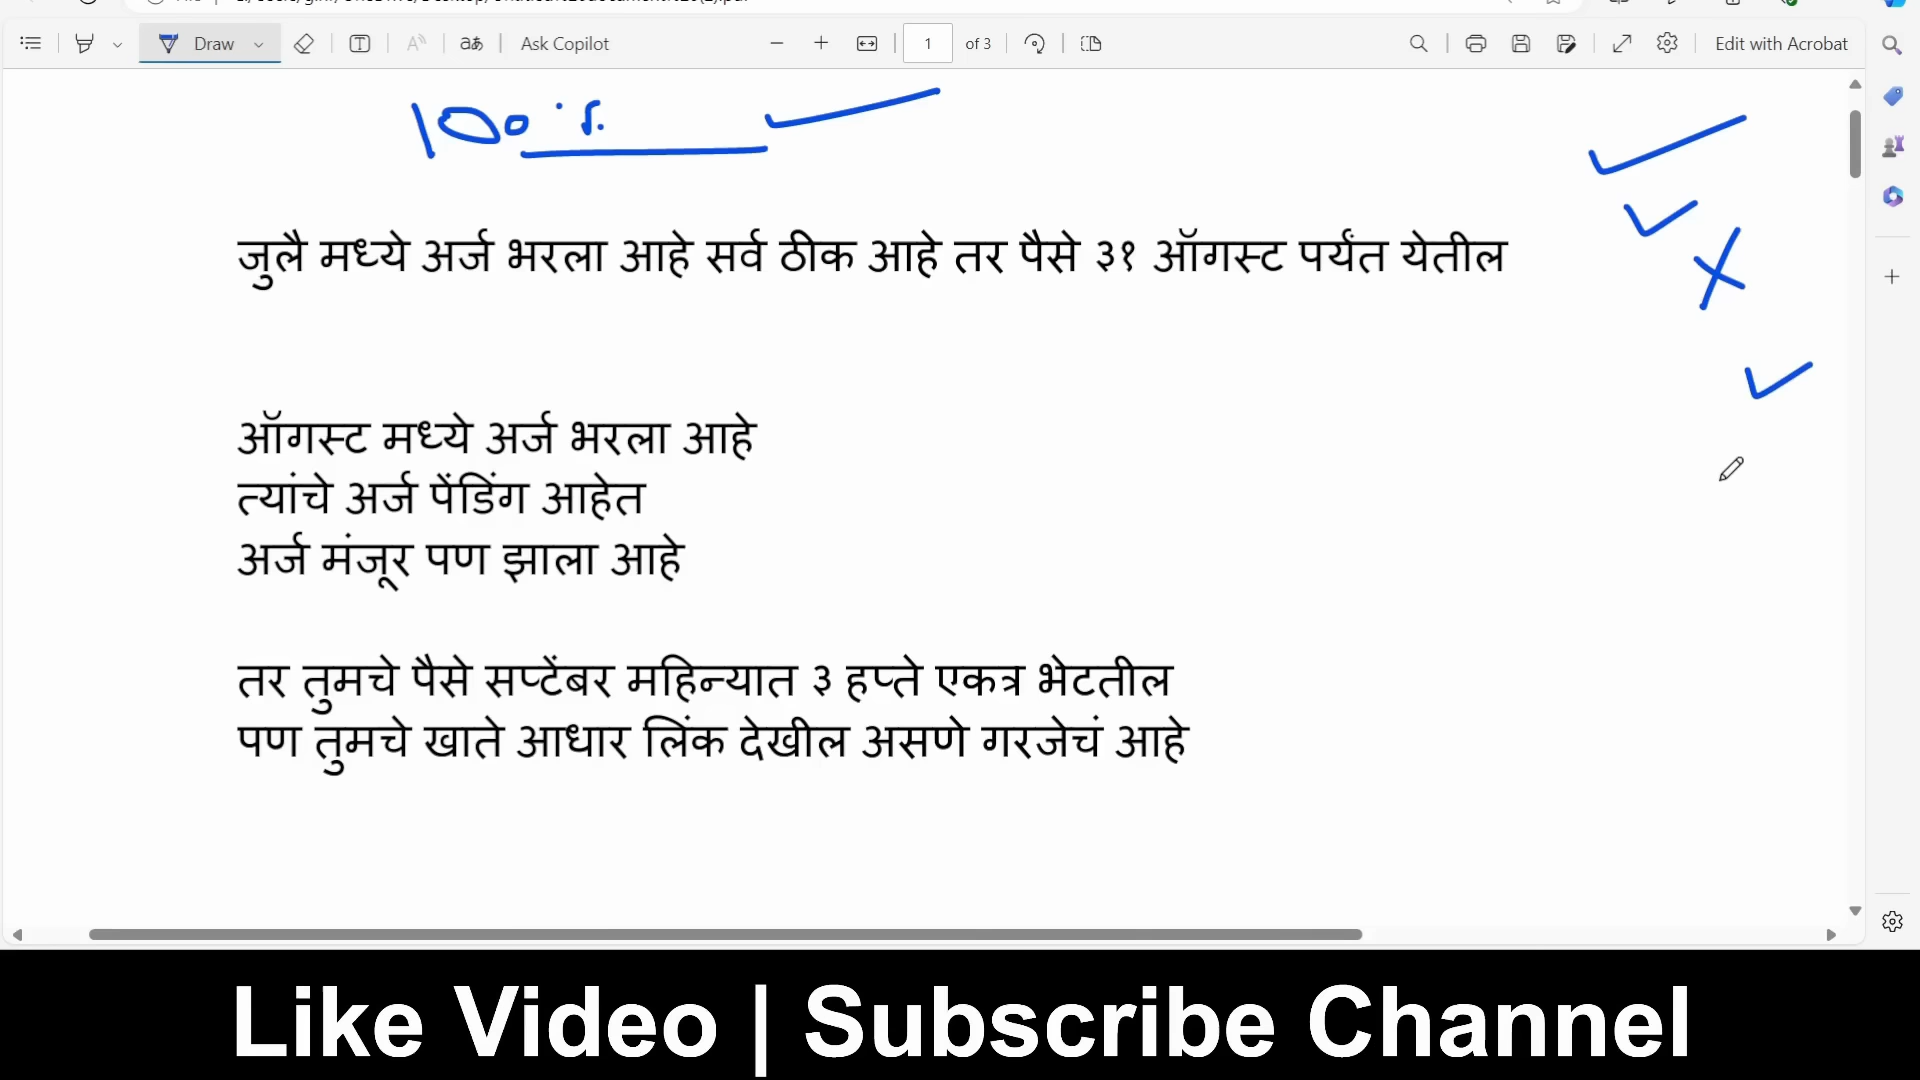 Draw
Ask Copilot
1 of 3
Edit with Acrobat
100%
जुलै मध्ये अर्ज भरला आहे सर्व ठीक आहे तर पैसे ३१ ऑगस्ट पर्यंत येतील
ऑगस्ट मध्ये अर्ज भरला आहे
त्यांचे अर्ज पेंडिंग आहेत
अर्ज मंजूर पण झाला आहे
तर तुमचे पैसे सप्टेंबर महिन्यात ३ हप्ते एकत्र भेटतील
पण तुमचे खाते आधार लिंक देखील असणे गरजेचं आहे
Like Video | Subscribe Channel